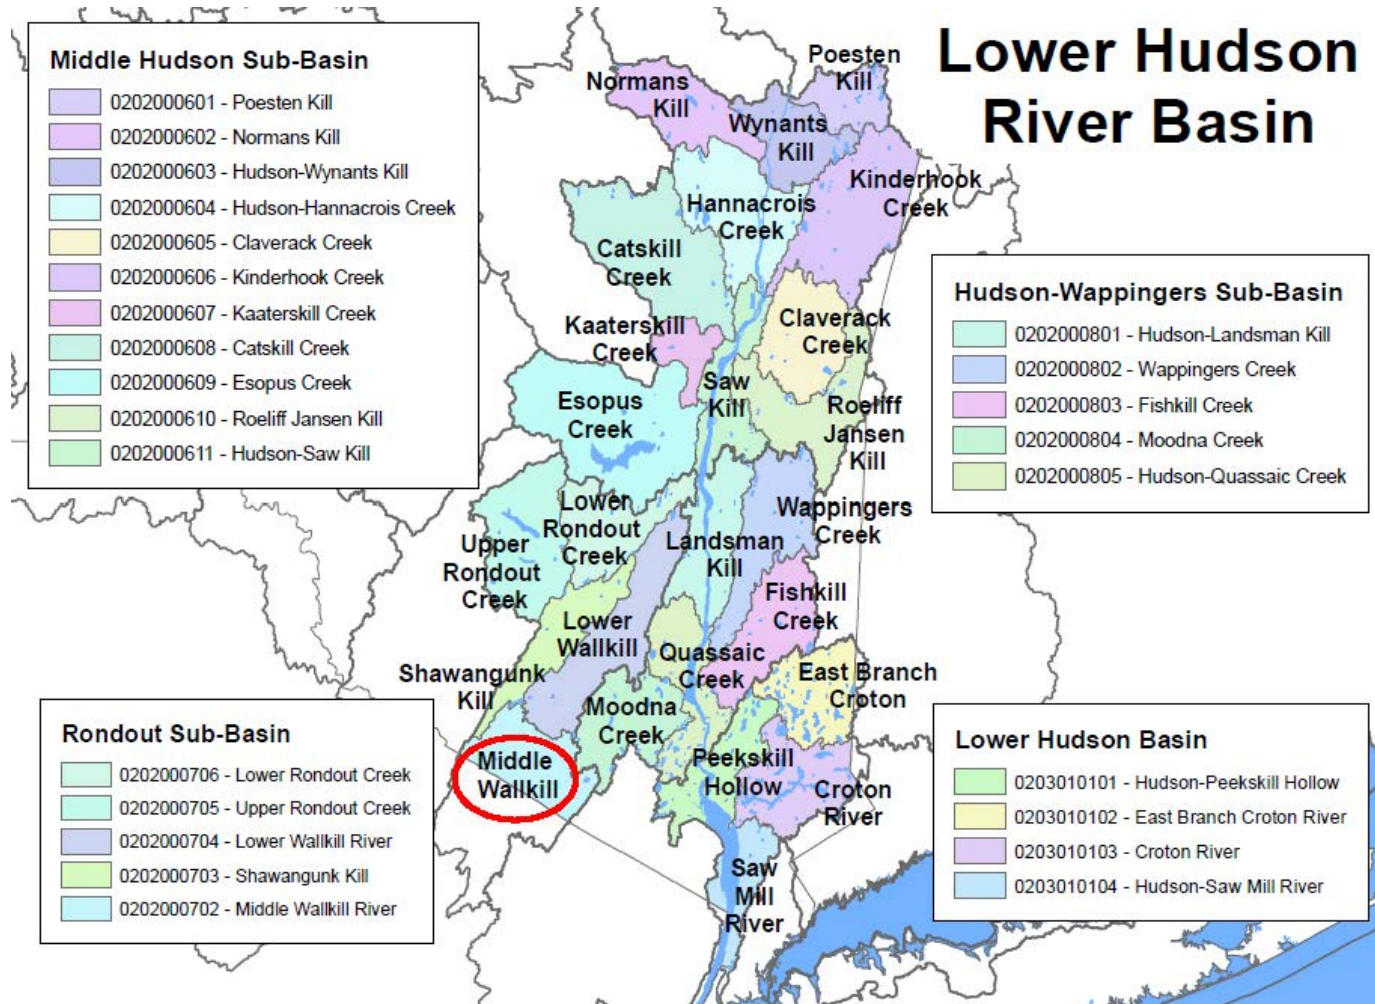 Lower Hudson
River Basin
Middle Hudson Sub-Basin
0202000601 - Poesten Kill
0202000602 - Normans Kill
0202000603 - Hudson-Wynants Kill
0202000604 - Hudson-Hannacrois Creek
0202000605 - Claverack Creek
0202000606 - Kinderhook Creek
0202000607 - Kaaterskill Creek
0202000608 - Catskill Creek
0202000609 - Esopus Creek
0202000610 - Roeliff Jansen Kill
0202000611 - Hudson-Saw Kill
Poesten
Kill
Normans
Kill
Wynants
Kill
Kinderhook
Creek
Hannacrois
Creek
Catskill
Creek
Claverack
Creek
Kaaterskill
Creek
Saw
Kill
Esopus
Creek
Roeliff
Jansen
Kill
Hudson-Wappingers Sub-Basin
0202000801 - Hudson-Landsman Kill
0202000802 - Wappingers Creek
0202000803 - Fishkill Creek
0202000804 - Moodna Creek
0202000805 - Hudson-Quassaic Creek
Lower
Rondout
Creek
Upper
Rondout
Creek
Landsman
Kill
Wappingers
Creek
Fishkill
Creek
Lower
Wallkill
Quassaic
Creek
Shawangunk
Kill
East Branch
Croton
Moodna
Creek
Middle
Wallkill
Peekskill
Hollow
Croton
River
Saw
Mill
River
Rondout Sub-Basin
0202000706 - Lower Rondout Creek
0202000705 - Upper Rondout Creek
0202000704 - Lower Wallkill River
0202000703 - Shawangunk Kill
0202000702 - Middle Wallkill River
Lower Hudson Basin
0203010101 - Hudson-Peekskill Hollow
0203010102 - East Branch Croton River
0203010103 - Croton River
0203010104 - Hudson-Saw Mill River